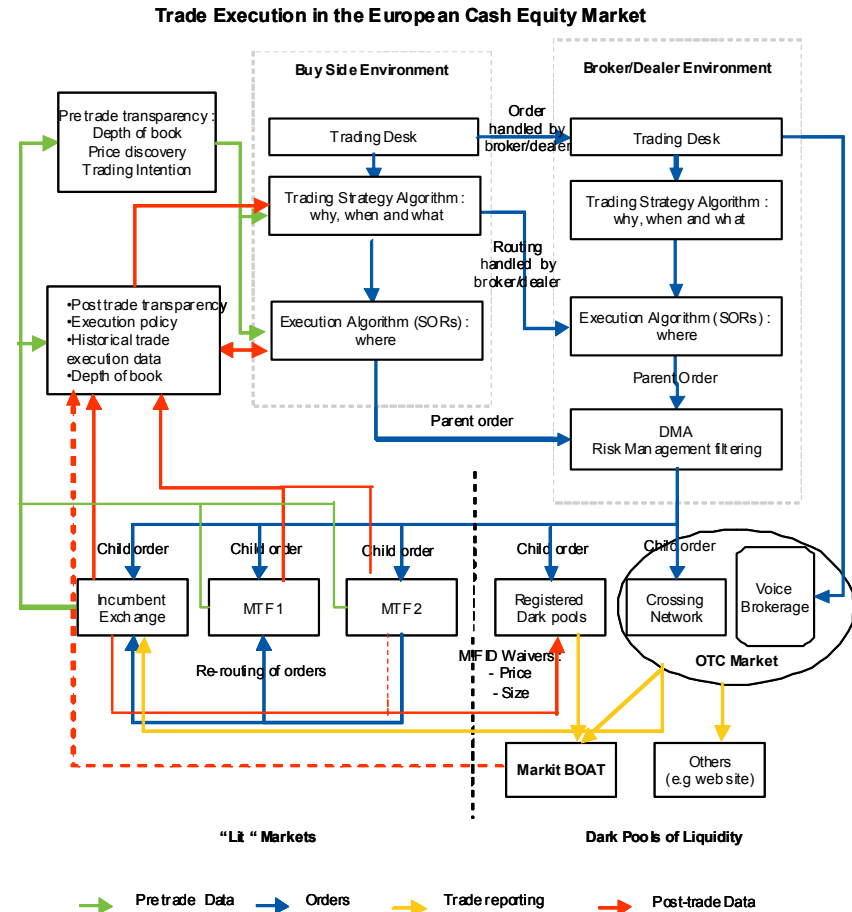 Trade Execution in the European Cash Equity Market
Buy Side Environment
Broker/Dealer Environment
Pre trade transparency :
Depth of book
Price discovery
Trading Intention
Trading Desk
Order
handled by
broker/dealer
Trading Desk
Trading Strategy Algorithm :
why, when and what
Trading Strategy Algorithm :
why, when and what
Routing
handled by
broker/dealer
•Post trade transparency
•Execution policy
•Historical trade
execution data
•Depth of book
Execution Algorithm (SORs) :
where
Execution Algorithm (SORs) :
where
Parent Order
Parent order
DMA
Risk Management filtering
Child order
Child order
Child order
Child order
Child order
Incumbent
Exchange
MTF 1
MTF 2
Registered
Dark pools
Crossing
Network
Voice
Brokerage
OTC Market
Re-routing of orders
MFID Waivers :
- Price
- Size
Markit BOAT
Others
(e.g web site)
“Lit “ Markets
Dark Pools of Liquidity
Pre trade Data
Orders
Trade reporting
Post-trade Data